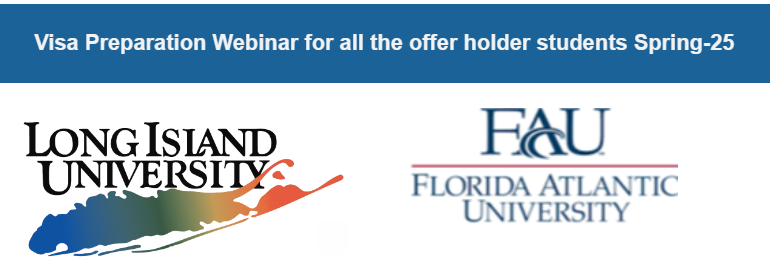 Visa Preparation Webinar for all the offer holder students Spring-25
LONG ISLAND
UNIVERSITY
FAU
FLORIDA ATLANTIC
UNIVERSITY